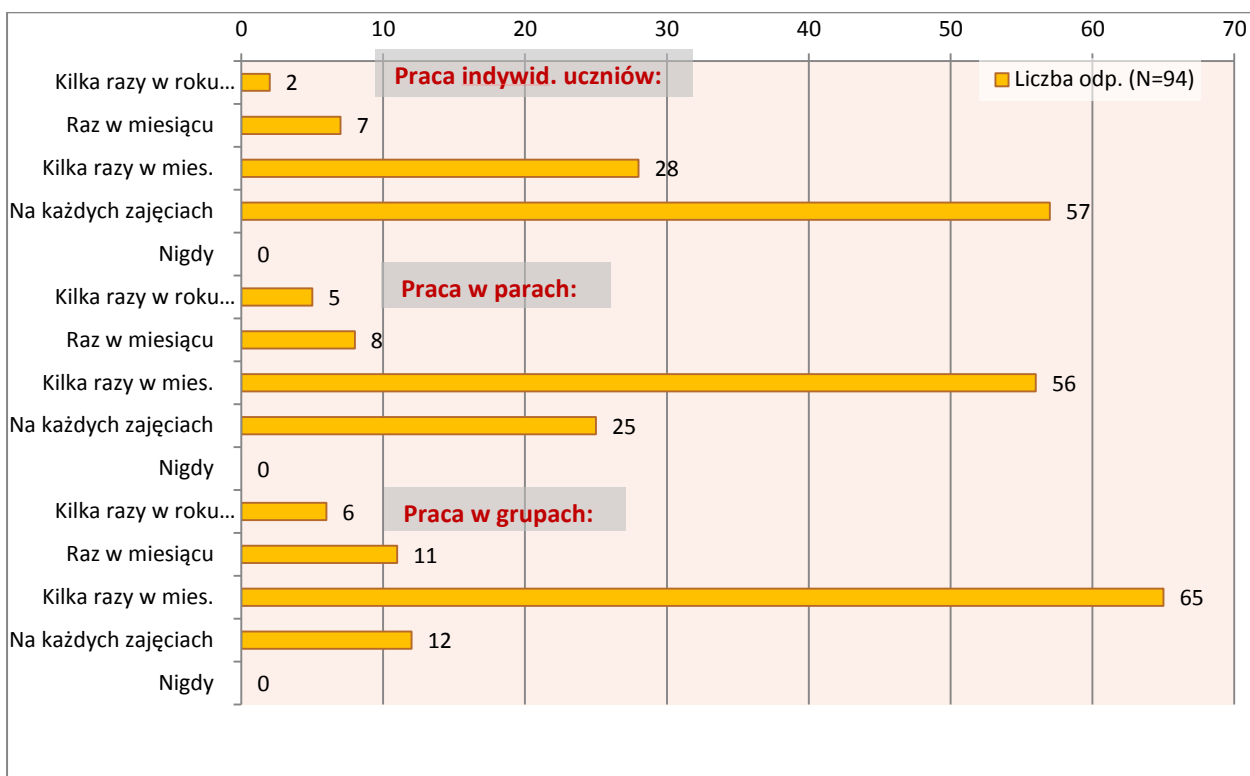 0 10 20 30 40 50 60 70
Praca indywid. uczniów:
Liczba odp. (N=94)
Kilka razy w roku... 2
Raz w miesiącu 7
Kilka razy w mies. 28
Na każdych zajęciach 57
Nigdy 0
Praca w parach:
Kilka razy w roku... 5
Raz w miesiącu 8
Kilka razy w mies. 56
Na każdych zajęciach 25
Nigdy 0
Praca w grupach:
Kilka razy w roku... 6
Raz w miesiącu 11
Kilka razy w mies. 65
Na każdych zajęciach 12
Nigdy 0